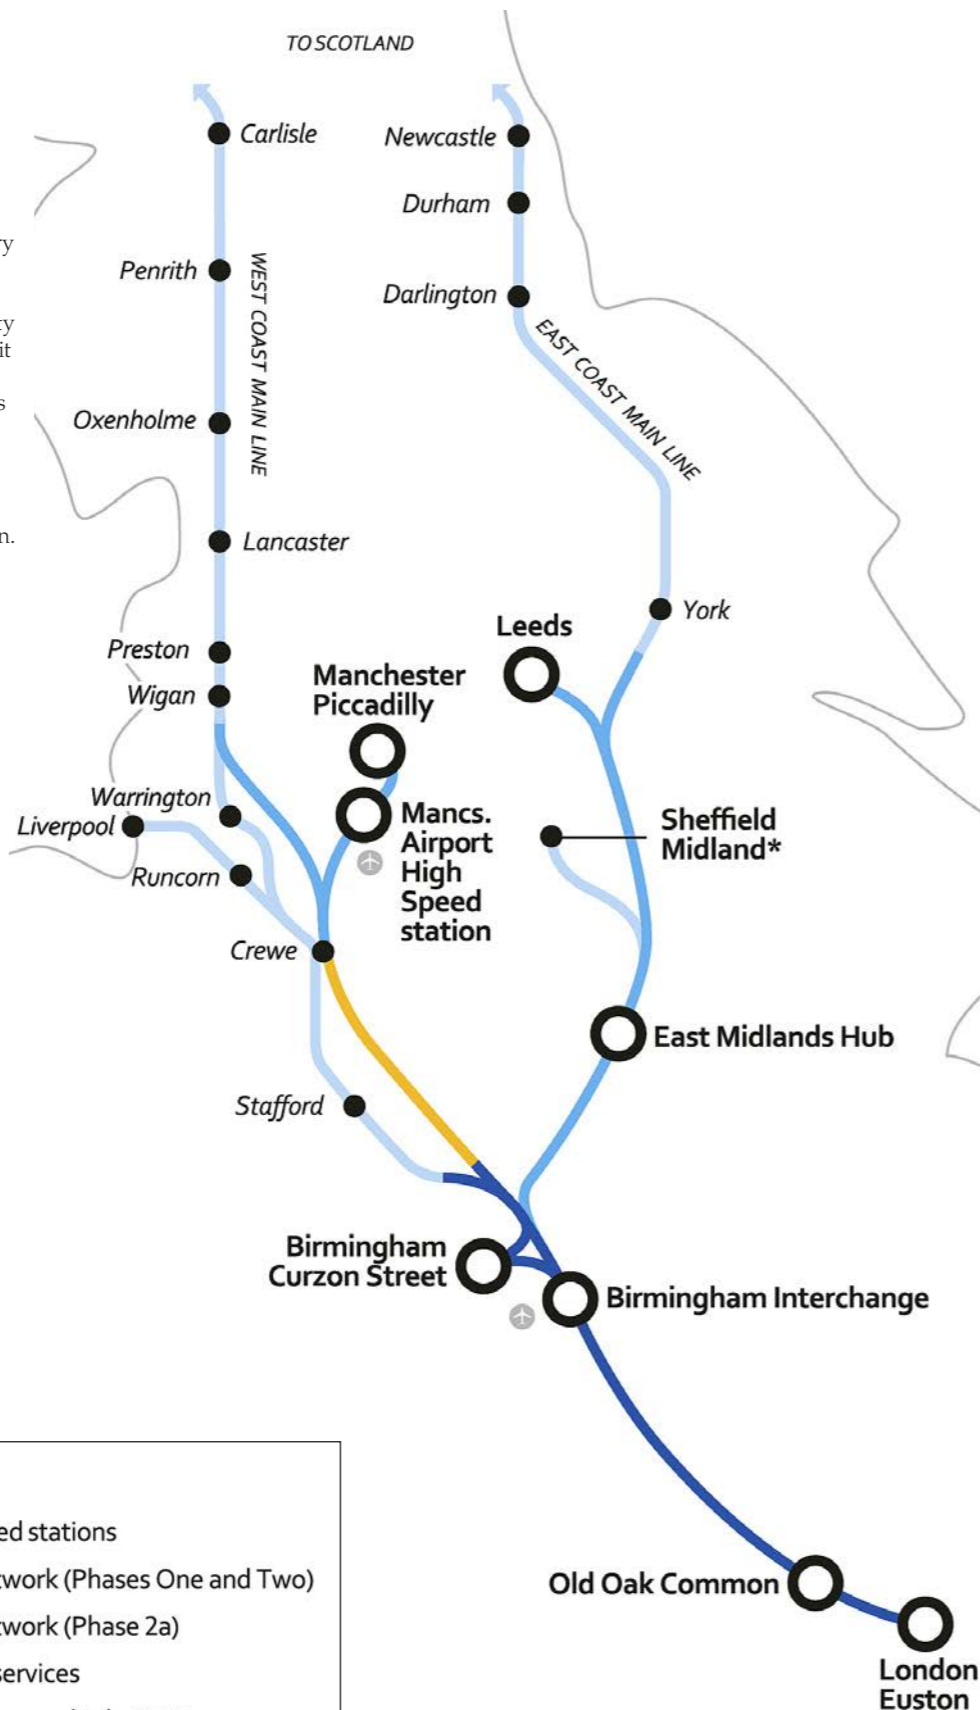 TO SCOTLAND
Carlisle
Newcastle
Durham
Penrith
Darlington
WEST COAST MAIN LINE
EAST COAST MAIN LINE
Oxenholme
Lancaster
York
Leeds
Preston
Wigan
Manchester
Piccadilly
Warrington
Liverpool
Runcorn
Mancs.
Airport
High
Speed
station
Sheffield
Midland*
Crewe
East Midlands Hub
Stafford
Birmingham
Curzon Street
Birmingham Interchange
Old Oak Common
London
Euston
ed stations
twork (Phases One and Two)
twork (Phase 2a)
services